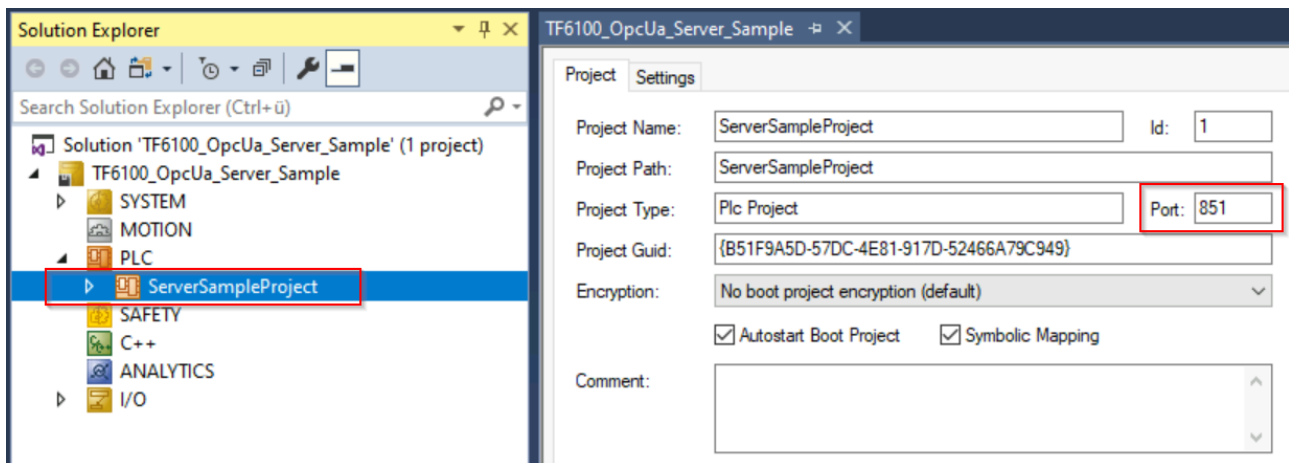 Solution Explorer
Search Solution Explorer (Ctrl+ü)
Solution 'TF6100_OpcUa_Server_Sample' (1 project)
TF6100_OpcUa_Server_Sample
SYSTEM
MOTION
PLC
ServerSampleProject
SAFETY
C++
ANALYTICS
I/O
TF6100_OpcUa_Server_Sample
Project Settings
Project Name: ServerSampleProject Id: 1
Project Path: ServerSampleProject
Project Type: Plc Project Port: 851
Project Guid: {B51F9A5D-57DC-4E81-917D-52466A79C949}
Encryption: No boot project encryption (default)
Autostart Boot Project Symbolic Mapping
Comment: